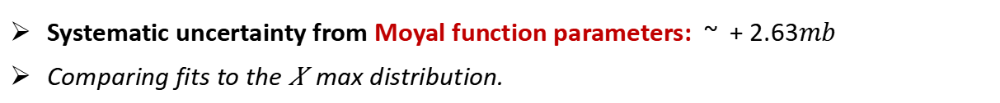 ➢ Systematic uncertainty from Moyal function parameters: ~ + 2.63𝑚𝑏
➢ Comparing fits to the 𝑋 max distribution.